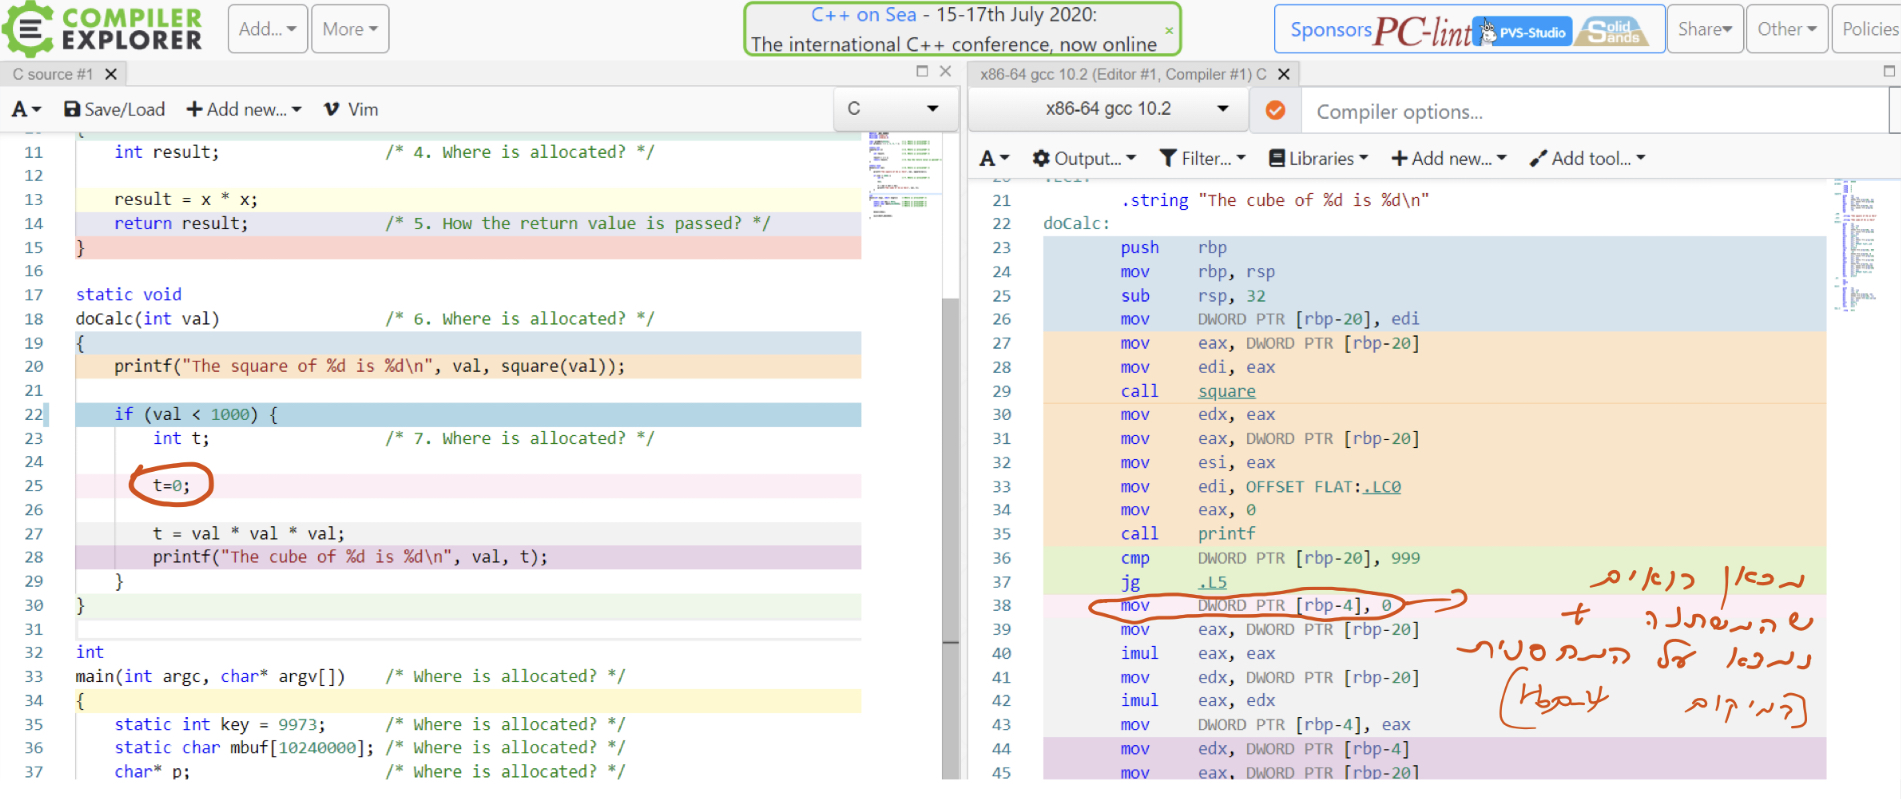 COMPILER
EXPLORER
Add...
More
C++ on Sea - 15-17th July 2020:
The international C++ conference, now online
×
Sponsors PC-lint PVS-Studio Solid Sands
Share
Other
Policies
C source #1 X
A
Save/Load
+ Add new...
Vim
C
11 int result; /* 4. Where is allocated? */
12
13 result = x * x;
14 return result; /* 5. How the return value is passed? */
15 }
16
17 static void
18 doCalc(int val) /* 6. Where is allocated? */
19 {
20 printf("The square of %d is %d\n", val, square(val));
21
22 if (val < 1000) {
23 int t; /* 7. Where is allocated? */
24
25 t=0;
26
27 t = val * val * val;
28 printf("The cube of %d is %d\n", val, t);
29 }
30 }
31
32 int
33 main(int argc, char* argv[]) /* Where is allocated? */
34 {
35 static int key = 9973; /* Where is allocated? */
36 static char mbuf[10240000]; /* Where is allocated? */
37 char* p; /* Where is allocated? */
x86-64 gcc 10.2 (Editor #1, Compiler #1) C X
x86-64 gcc 10.2
Compiler options...
A
Output...
Filter...
Libraries
+ Add new...
Add tool...
21 .string "The cube of %d is %d\n"
22 doCalc:
23 push rbp
24 mov rbp, rsp
25 sub rsp, 32
26 mov DWORD PTR [rbp-20], edi
27 mov eax, DWORD PTR [rbp-20]
28 mov edi, eax
29 call square
30 mov edx, eax
31 mov eax, DWORD PTR [rbp-20]
32 mov esi, eax
33 mov edi, OFFSET FLAT:.LC0
34 mov eax, 0
35 call printf
36 cmp DWORD PTR [rbp-20], 999
37 jg .L5
38 mov DWORD PTR [rbp-4], 0
39 mov eax, DWORD PTR [rbp-20]
40 imul eax, eax
41 mov edx, DWORD PTR [rbp-20]
42 imul eax, edx
43 mov DWORD PTR [rbp-4], eax
44 mov edx, DWORD PTR [rbp-4]
45 mov eax, DWORD PTR [rbp-20]
מכאן רואים
שהמשתנה t
נמצא על המחסנית
(המיקום